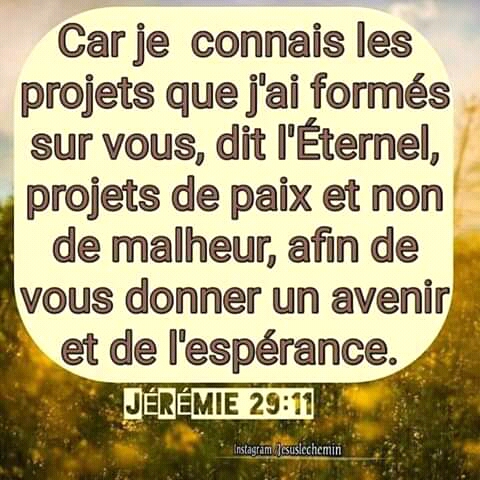 Car je connais les
projets que j'ai formés
sur vous, dit l'Éternel,
projets de paix et non
de malheur, afin de
vous donner un avenir
et de l'espérance.
JÉRÉMIE 29:11
Instagram /Jesuslechemin